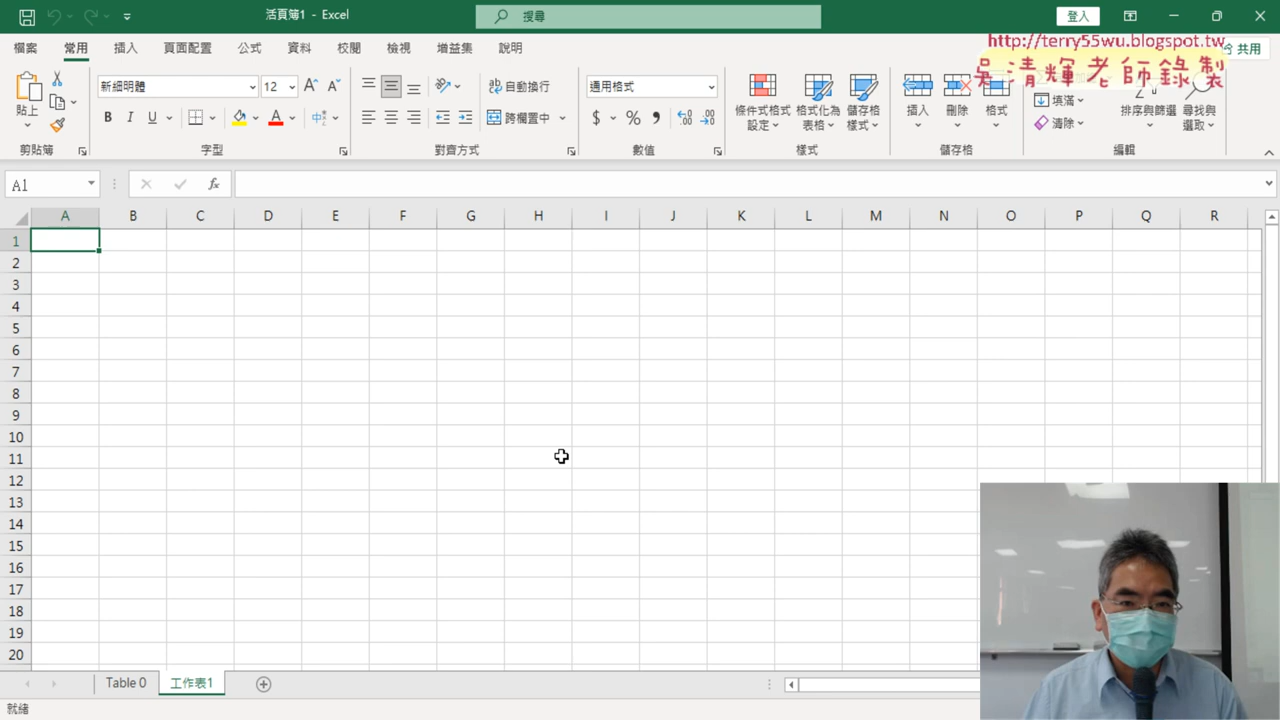 活頁簿1 - Excel
搜尋
登入
檔案
常用
插入
頁面配置
公式
資料
校閱
檢視
增益集
說明
共用
http://terry55wu.blogspot.tw
吳清輝老師錄製
貼上
新細明體
12
B I U A
自動換行
跨欄置中
通用格式
$ % ,
條件式格式設定
格式化為表格
儲存格樣式
插入
刪除
格式
填滿
清除
排序與篩選
尋找與選取
剪貼簿
字型
對齊方式
數值
樣式
儲存格
編輯
A1
fx
A B C D E F G H I J K L M N O P Q R
1
2
3
4
5
6
7
8
9
10
11
12
13
14
15
16
17
18
19
20
Table 0
工作表1
就緒